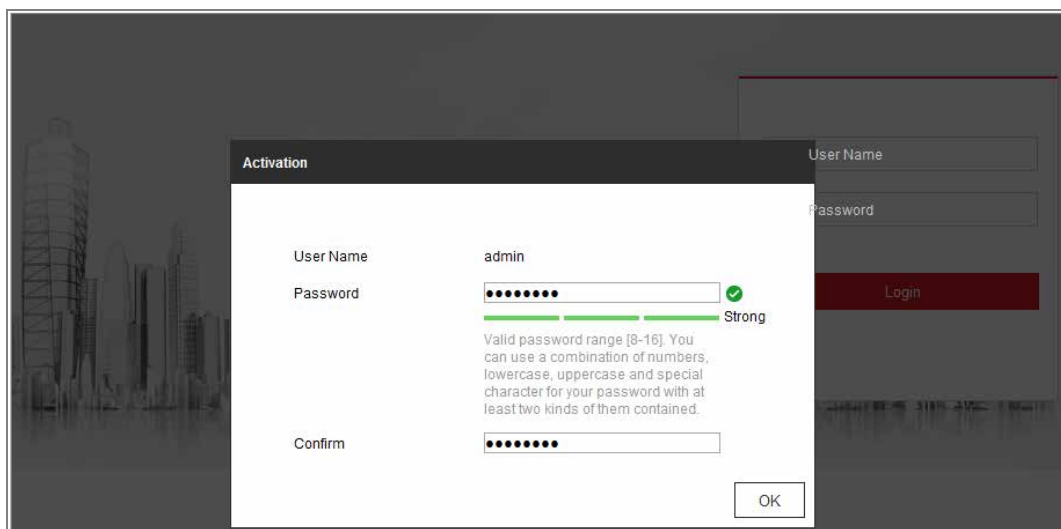 Activation
User Name
Password
Login
User Name admin
Password ●●●●●●●●
Strong
Valid password range [8-16]. You
can use a combination of numbers,
lowercase, uppercase and special
character for your password with at
least two kinds of them contained.
Confirm ●●●●●●●●
OK